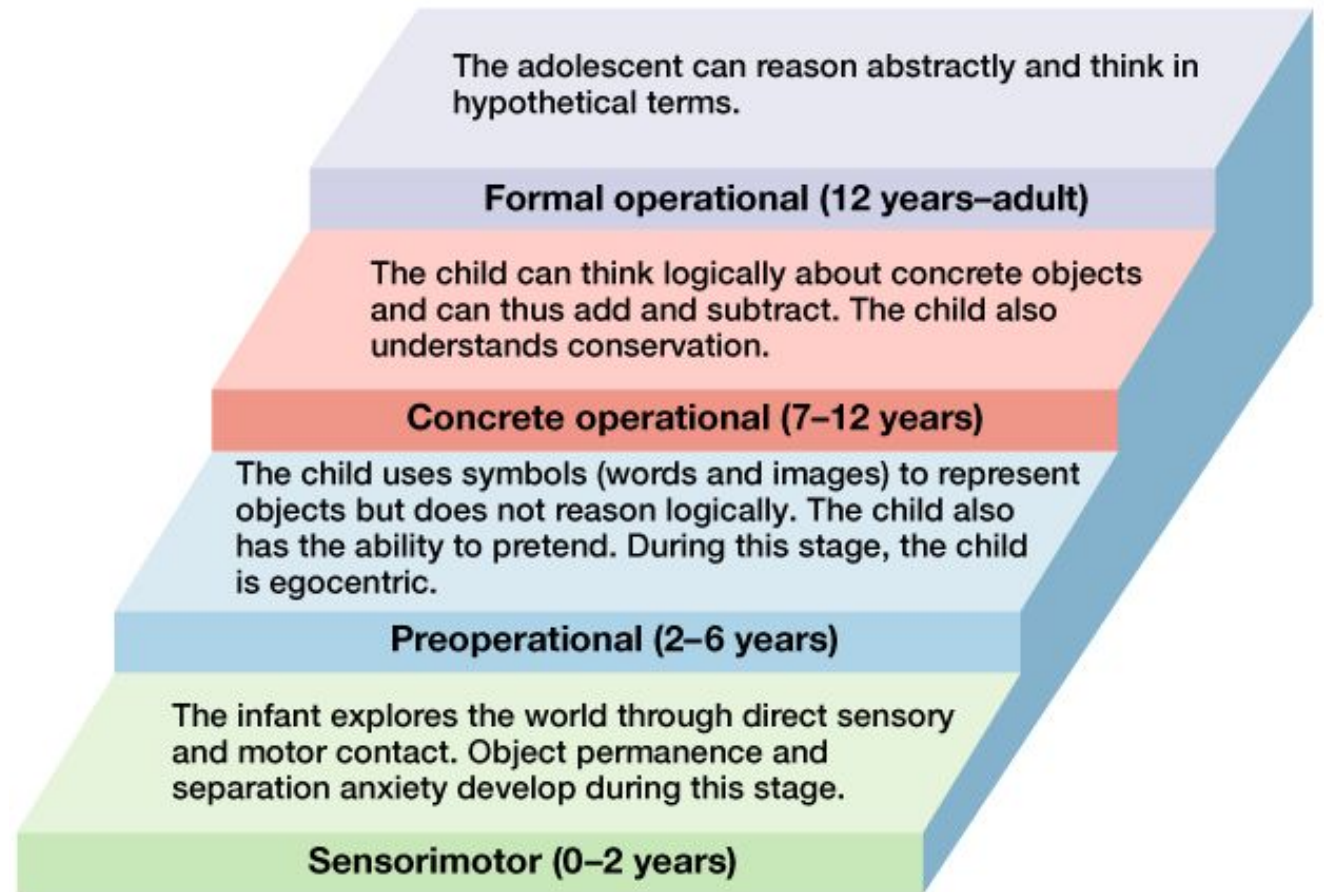 The adolescent can reason abstractly and think in
hypothetical terms.
Formal operational (12 years–adult)
The child can think logically about concrete objects
and can thus add and subtract. The child also
understands conservation.
Concrete operational (7–12 years)
The child uses symbols (words and images) to represent
objects but does not reason logically. The child also
has the ability to pretend. During this stage, the child
is egocentric.
Preoperational (2–6 years)
The infant explores the world through direct sensory
and motor contact. Object permanence and
separation anxiety develop during this stage.
Sensorimotor (0–2 years)